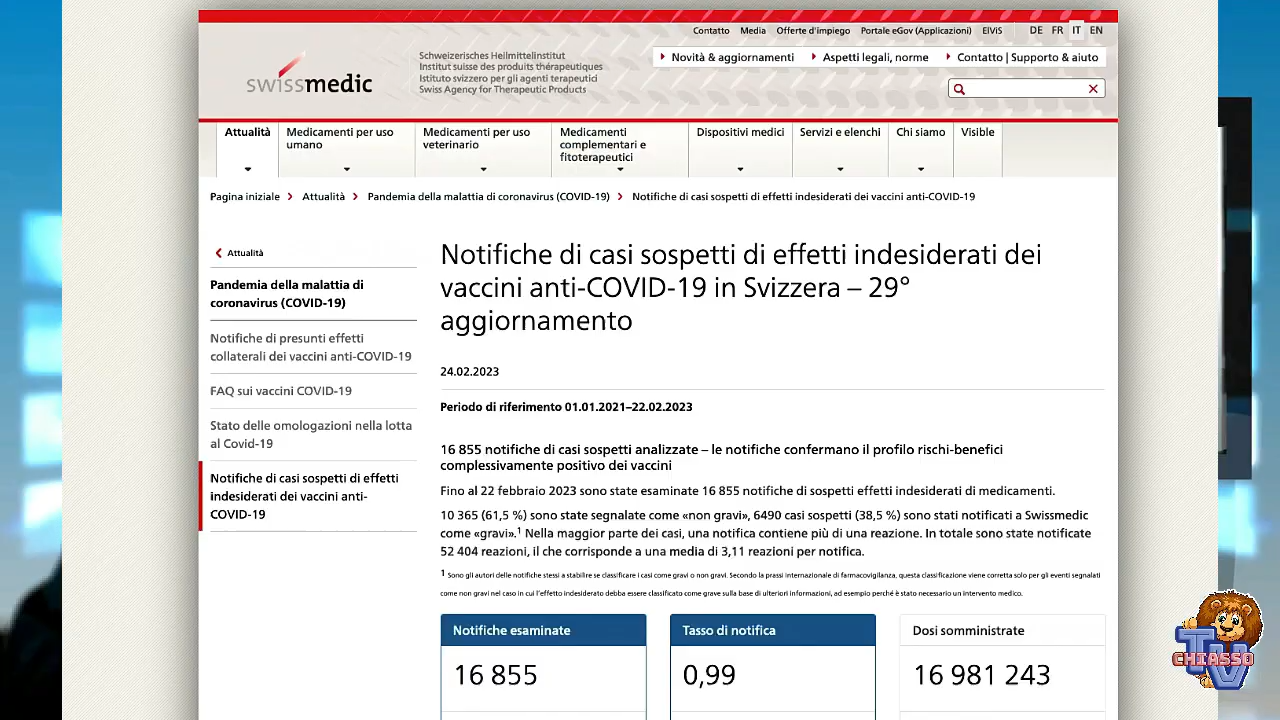 Contatto Media Offerte d'impiego Portale eGov (Applicazioni) ElViS DE FR IT EN
swissmedic
Schweizerisches Heilmittelinstitut
Institut suisse des produits thérapeutiques
Istituto svizzero per gli agenti terapeutici
Swiss Agency for Therapeutic Products
Novità & aggiornamenti Aspetti legali, norme Contatto | Supporto & aiuto
Attualità
Medicamenti per uso
umano
Medicamenti per uso
veterinario
Medicamenti
complementari e
fitoterapeutici
Dispositivi medici
Servizi e elenchi
Chi siamo
Visible
Pagina iniziale Attualità Pandemia della malattia di coronavirus (COVID-19) Notifiche di casi sospetti di effetti indesiderati dei vaccini anti-COVID-19
Attualità
Pandemia della malattia di
coronavirus (COVID-19)
Notifiche di presunti effetti
collaterali dei vaccini anti-COVID-19
FAQ sui vaccini COVID-19
Stato delle omologazioni nella lotta
al Covid-19
Notifiche di casi sospetti di effetti
indesiderati dei vaccini anti-
COVID-19
Notifiche di casi sospetti di effetti indesiderati dei
vaccini anti-COVID-19 in Svizzera – 29°
aggiornamento
24.02.2023
Periodo di riferimento 01.01.2021–22.02.2023
16 855 notifiche di casi sospetti analizzate – le notifiche confermano il profilo rischi-benefici
complessivamente positivo dei vaccini
Fino al 22 febbraio 2023 sono state esaminate 16 855 notifiche di sospetti effetti indesiderati di medicamenti.
10 365 (61,5 %) sono state segnalate come «non gravi», 6490 casi sospetti (38,5 %) sono stati notificati a Swissmedic
come «gravi».1 Nella maggior parte dei casi, una notifica contiene più di una reazione. In totale sono state notificate
52 404 reazioni, il che corrisponde a una media di 3,11 reazioni per notifica.
1 Sono gli autori delle notifiche stessi a stabilire se classificare i casi come gravi o non gravi. Secondo la prassi internazionale di farmacovigilanza, questa classificazione viene corretta solo per gli eventi segnalati
come non gravi nel caso in cui l'effetto indesiderato debba essere classificato come grave sulla base di ulteriori informazioni, ad esempio perché è stato necessario un intervento medico.
Notifiche esaminate
16 855
Tasso di notifica
0,99
Dosi somministrate
16 981 243
TV
CHIASSO